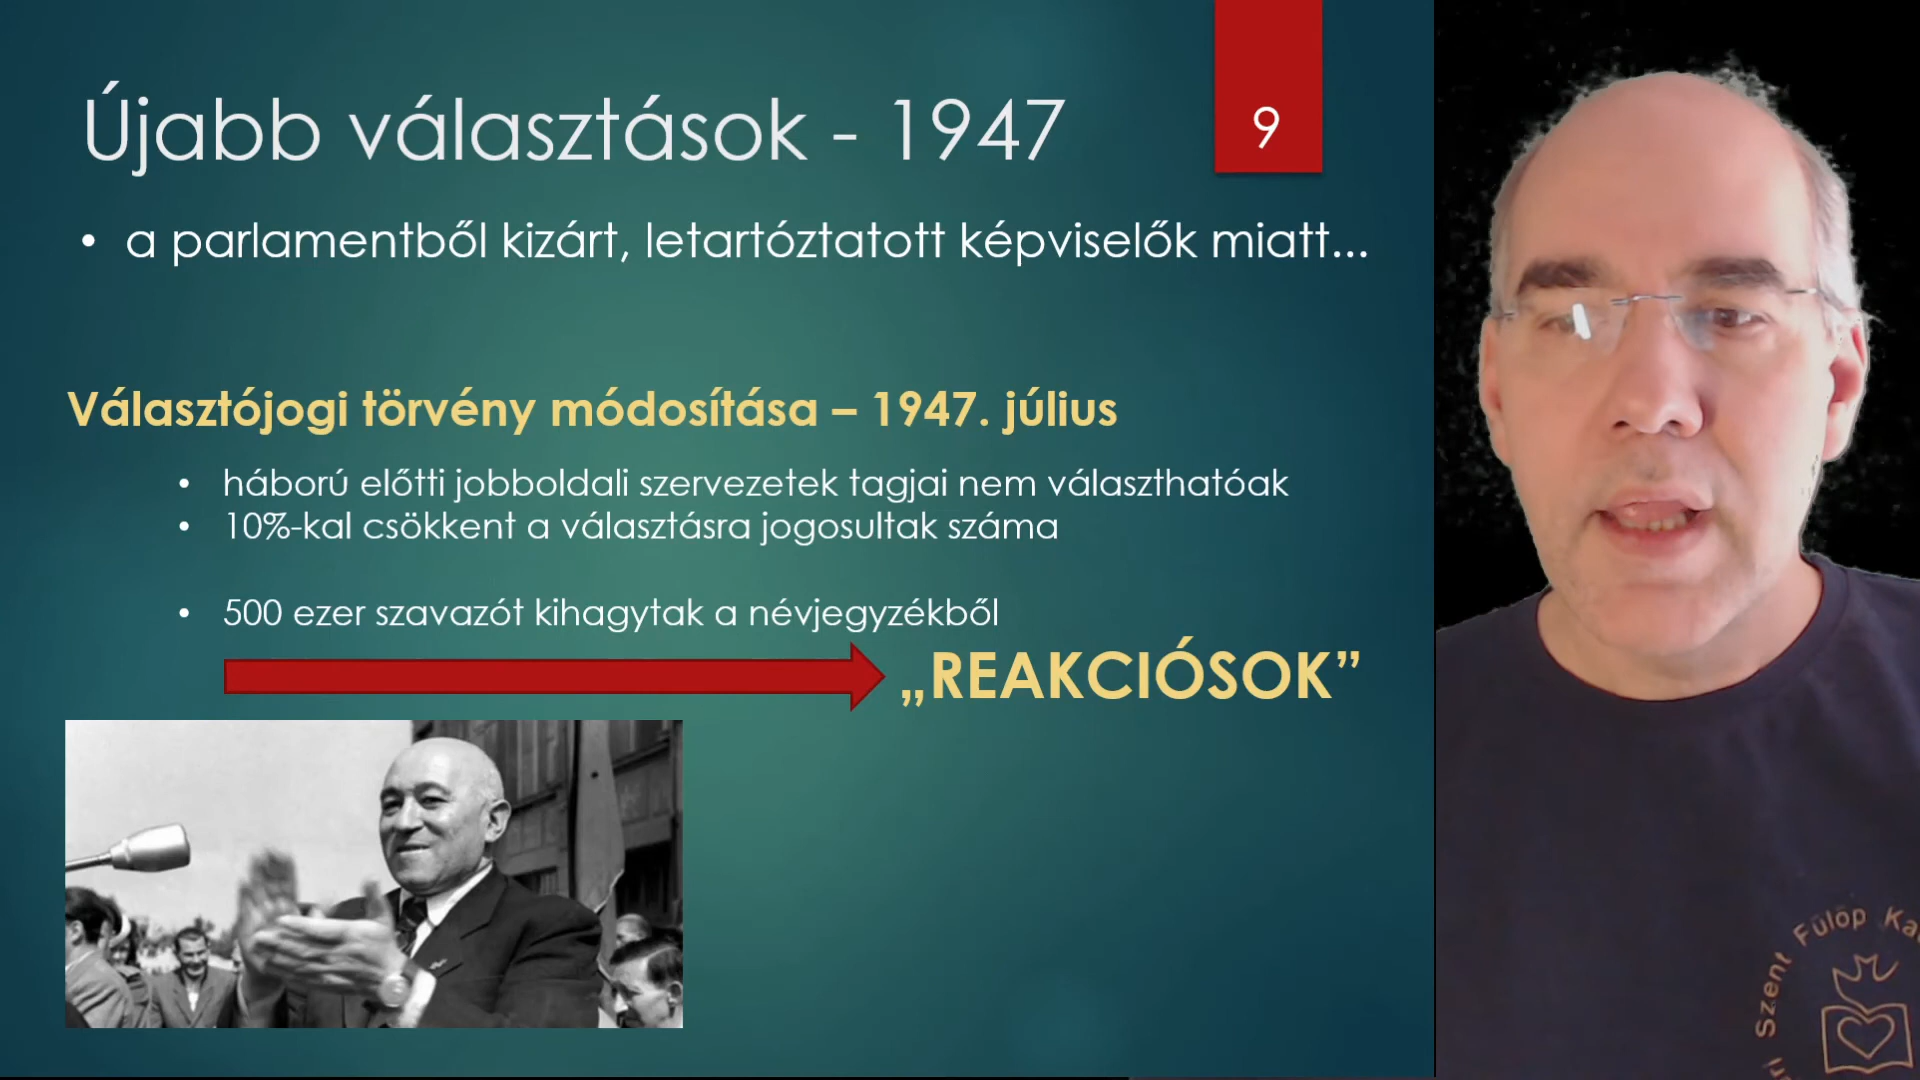 Újabb választások - 1947
9
• a parlamentből kizárt, letartóztatott képviselők miatt...
Választójogi törvény módosítása – 1947. július
• háború előtti jobboldali szervezetek tagjai nem választhatóak
• 10%-kal csökkent a választásra jogosultak száma
• 500 ezer szavazót kihagytak a névjegyzékből
„REAKCIÓSOK”
Szent Fülöp